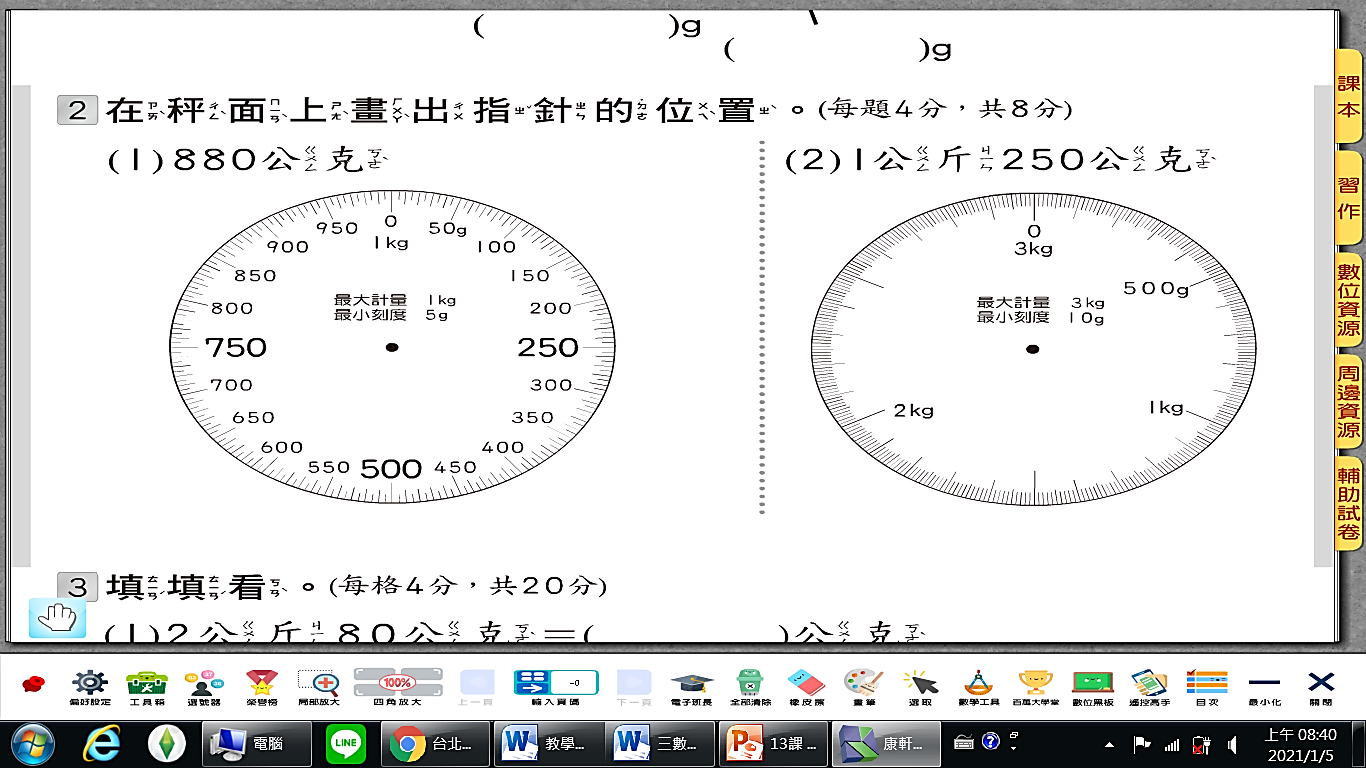 ( )g
( )g
2 在秤面上畫出指針的位置。(每題4分，共8分)
(1)880公克
(2)1公斤250公克
0
1kg
50g
100
150
200
250
300
350
400
450
500
550
600
650
700
750
800
850
900
950
最大計量 1kg
最小刻度 5g
0
3kg
500g
1kg
2kg
最大計量 3kg
最小刻度 10g
3 填填看。(每格4分，共20分)
(1)2公斤80公克=( )公克
課本
習作
數位資源
周邊資源
輔助試卷
偏好設定 工具箱 選號器 榮譽榜 局部放大 100% 四角放大 上一頁 輸入頁碼 下一頁 電子班長 全部清除 橡皮擦 畫筆 選取 數學工具 百萬大學堂 數位黑板 遙控高手 目次 最小化 關閉
電腦 LINE 台北... 教學... 三數... 13課... 康軒...
上午 08:40
2021/1/5